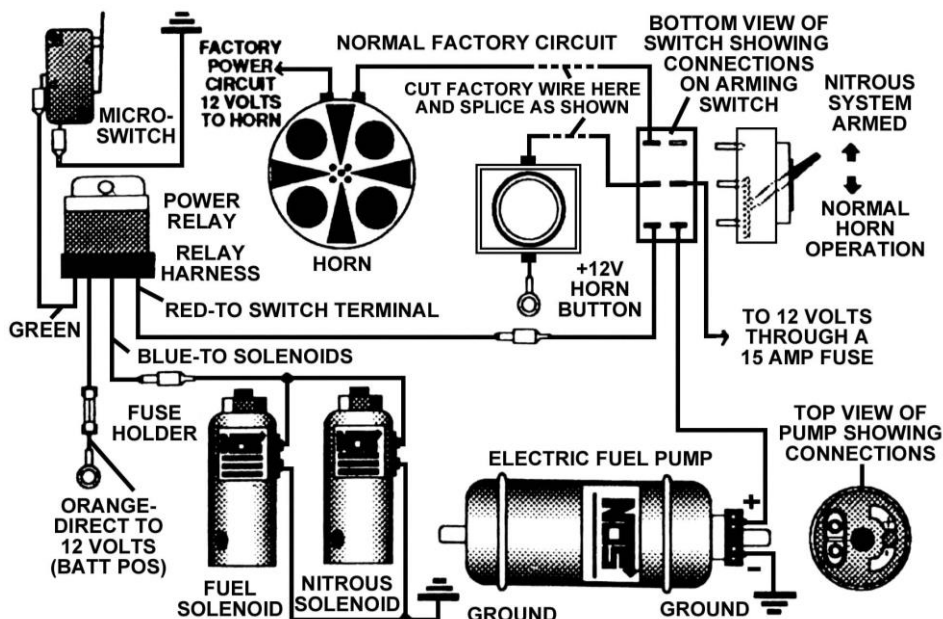 FACTORY
POWER
CIRCUIT
12 VOLTS
TO HORN
NORMAL FACTORY CIRCUIT
CUT FACTORY WIRE HERE
AND SPLICE AS SHOWN
BOTTOM VIEW OF
SWITCH SHOWING
CONNECTIONS
ON ARMING
SWITCH
NITROUS
SYSTEM
ARMED
NORMAL
HORN
OPERATION
MICRO-
SWITCH
POWER
RELAY
RELAY
HARNESS
HORN
+12V
HORN
BUTTON
RED-TO SWITCH TERMINAL
GREEN
BLUE-TO SOLENOIDS
TO 12 VOLTS
THROUGH A
15 AMP FUSE
FUSE
HOLDER
ORANGE-
DIRECT TO
12 VOLTS
(BATT POS)
FUEL
SOLENOID
NITROUS
SOLENOID
ELECTRIC FUEL PUMP
NOS
+
-
GROUND
GROUND
TOP VIEW OF
PUMP SHOWING
CONNECTIONS